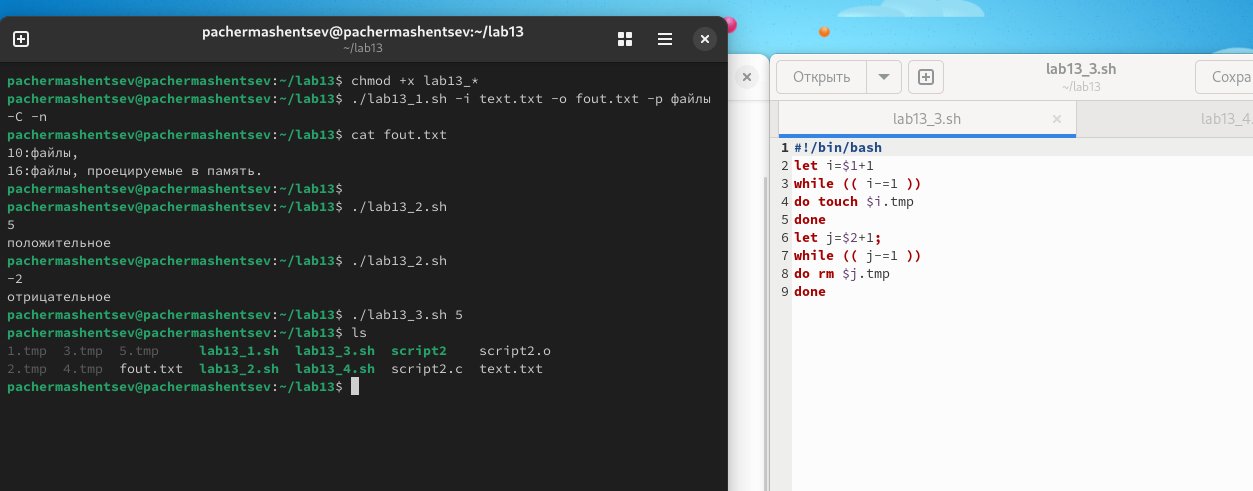 pachermashentsev@pachermashentsev:~/lab13
~/lab13
pachermashentsev@pachermashentsev:~/lab13$ chmod +x lab13_*
pachermashentsev@pachermashentsev:~/lab13$ ./lab13_1.sh -i text.txt -o fout.txt -p файлы
-C -n
pachermashentsev@pachermashentsev:~/lab13$ cat fout.txt
10:файлы,
16:файлы, проецируемые в память.
pachermashentsev@pachermashentsev:~/lab13$
pachermashentsev@pachermashentsev:~/lab13$ ./lab13_2.sh
5
положительное
pachermashentsev@pachermashentsev:~/lab13$ ./lab13_2.sh
-2
отрицательное
pachermashentsev@pachermashentsev:~/lab13$ ./lab13_3.sh 5
pachermashentsev@pachermashentsev:~/lab13$ ls
1.tmp 3.tmp 5.tmp lab13_1.sh lab13_3.sh script2 script2.o
2.tmp 4.tmp fout.txt lab13_2.sh lab13_4.sh script2.c text.txt
pachermashentsev@pachermashentsev:~/lab13$
Открыть
lab13_3.sh
~/lab13
Сохра
lab13_3.sh
lab13_4.
1 #!/bin/bash
2 let i=$1+1
3 while (( i-=1 ))
4 do touch $i.tmp
5 done
6 let j=$2+1;
7 while (( j-=1 ))
8 do rm $j.tmp
9 done